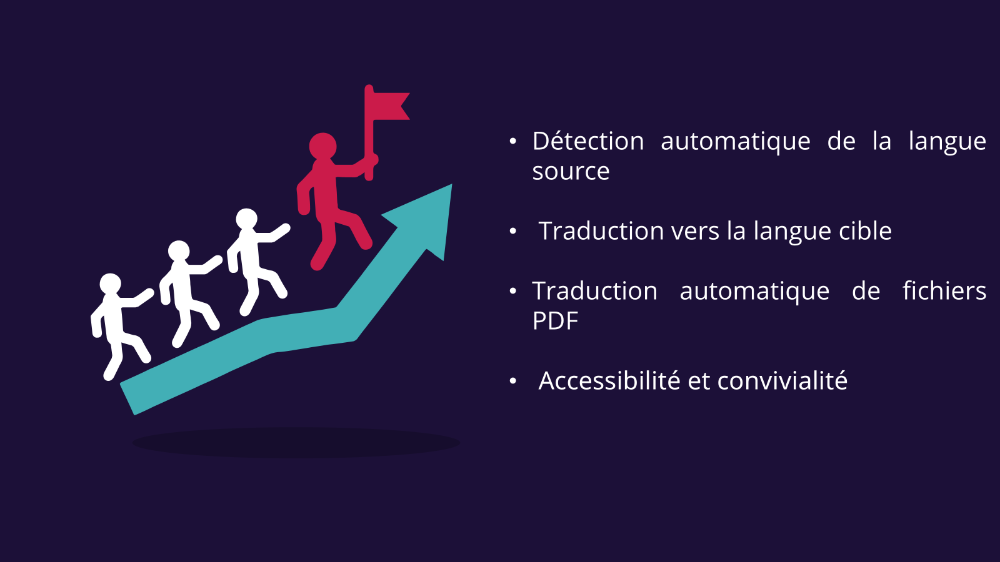 • Détection automatique de la langue
source
• Traduction vers la langue cible
• Traduction automatique de fichiers
PDF
• Accessibilité et convivialité